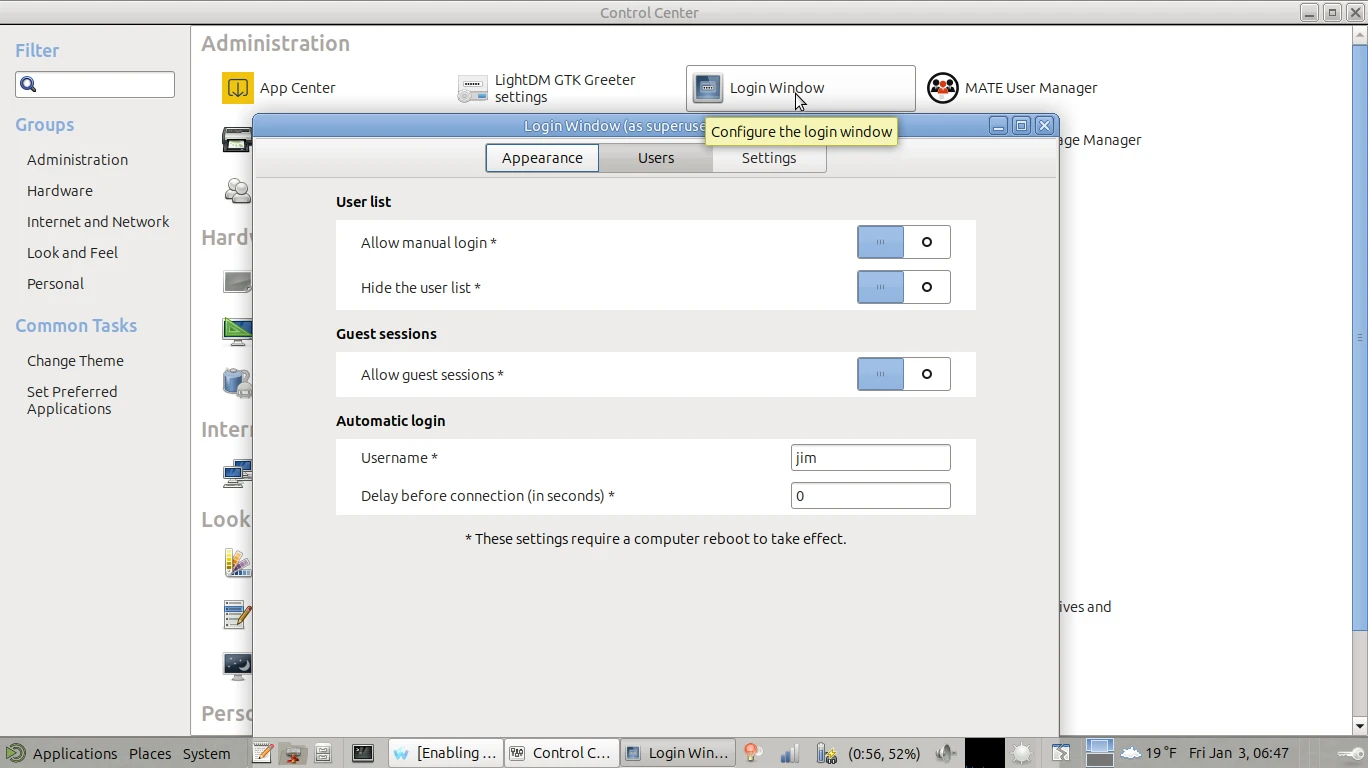 Control Center
Filter
Groups
Administration
Hardware
Internet and Network
Look and Feel
Personal
Common Tasks
Change Theme
Set Preferred
Applications
Administration
App Center
LightDM GTK Greeter
settings
Login Window
MATE User Manager
Configure the login window
age Manager
Hardw
Inter
Look
ives and
Perso
Login Window (as superuse
Appearance
Users
Settings
User list
Allow manual login *
Hide the user list *
Guest sessions
Allow guest sessions *
Automatic login
Username *
jim
Delay before connection (in seconds) *
0
* These settings require a computer reboot to take effect.
Applications Places System
[Enabling ...
Control C...
Login Win...
(0:56, 52%)
19 °F
Fri Jan 3, 06:47